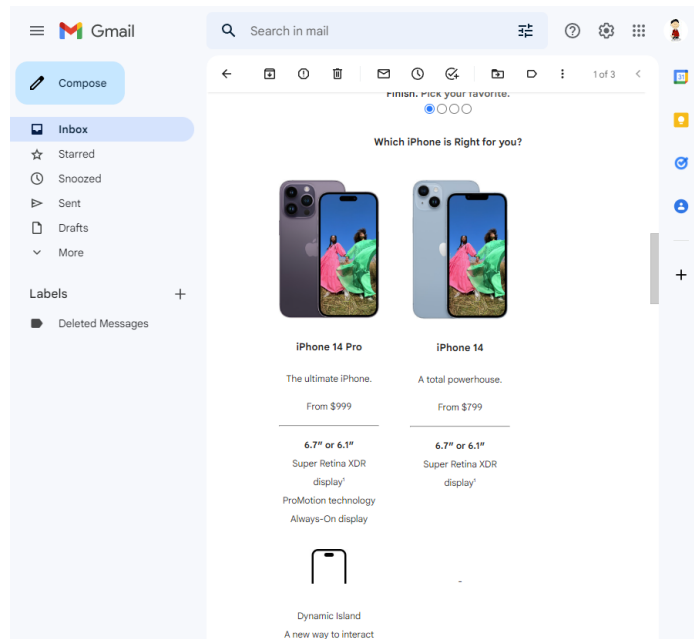 Gmail
Search in mail
Compose
1 of 3
31
Inbox
Starred
Snoozed
Sent
Drafts
More
Labels
Deleted Messages
Finish. Pick your favorite.
Which iPhone is Right for you?
iPhone 14 Pro
The ultimate iPhone.
From $999
6.7″ or 6.1″
Super Retina XDR
display¹
ProMotion technology
Always-On display
Dynamic Island
A new way to interact
iPhone 14
A total powerhouse.
From $799
6.7″ or 6.1″
Super Retina XDR
display¹
-